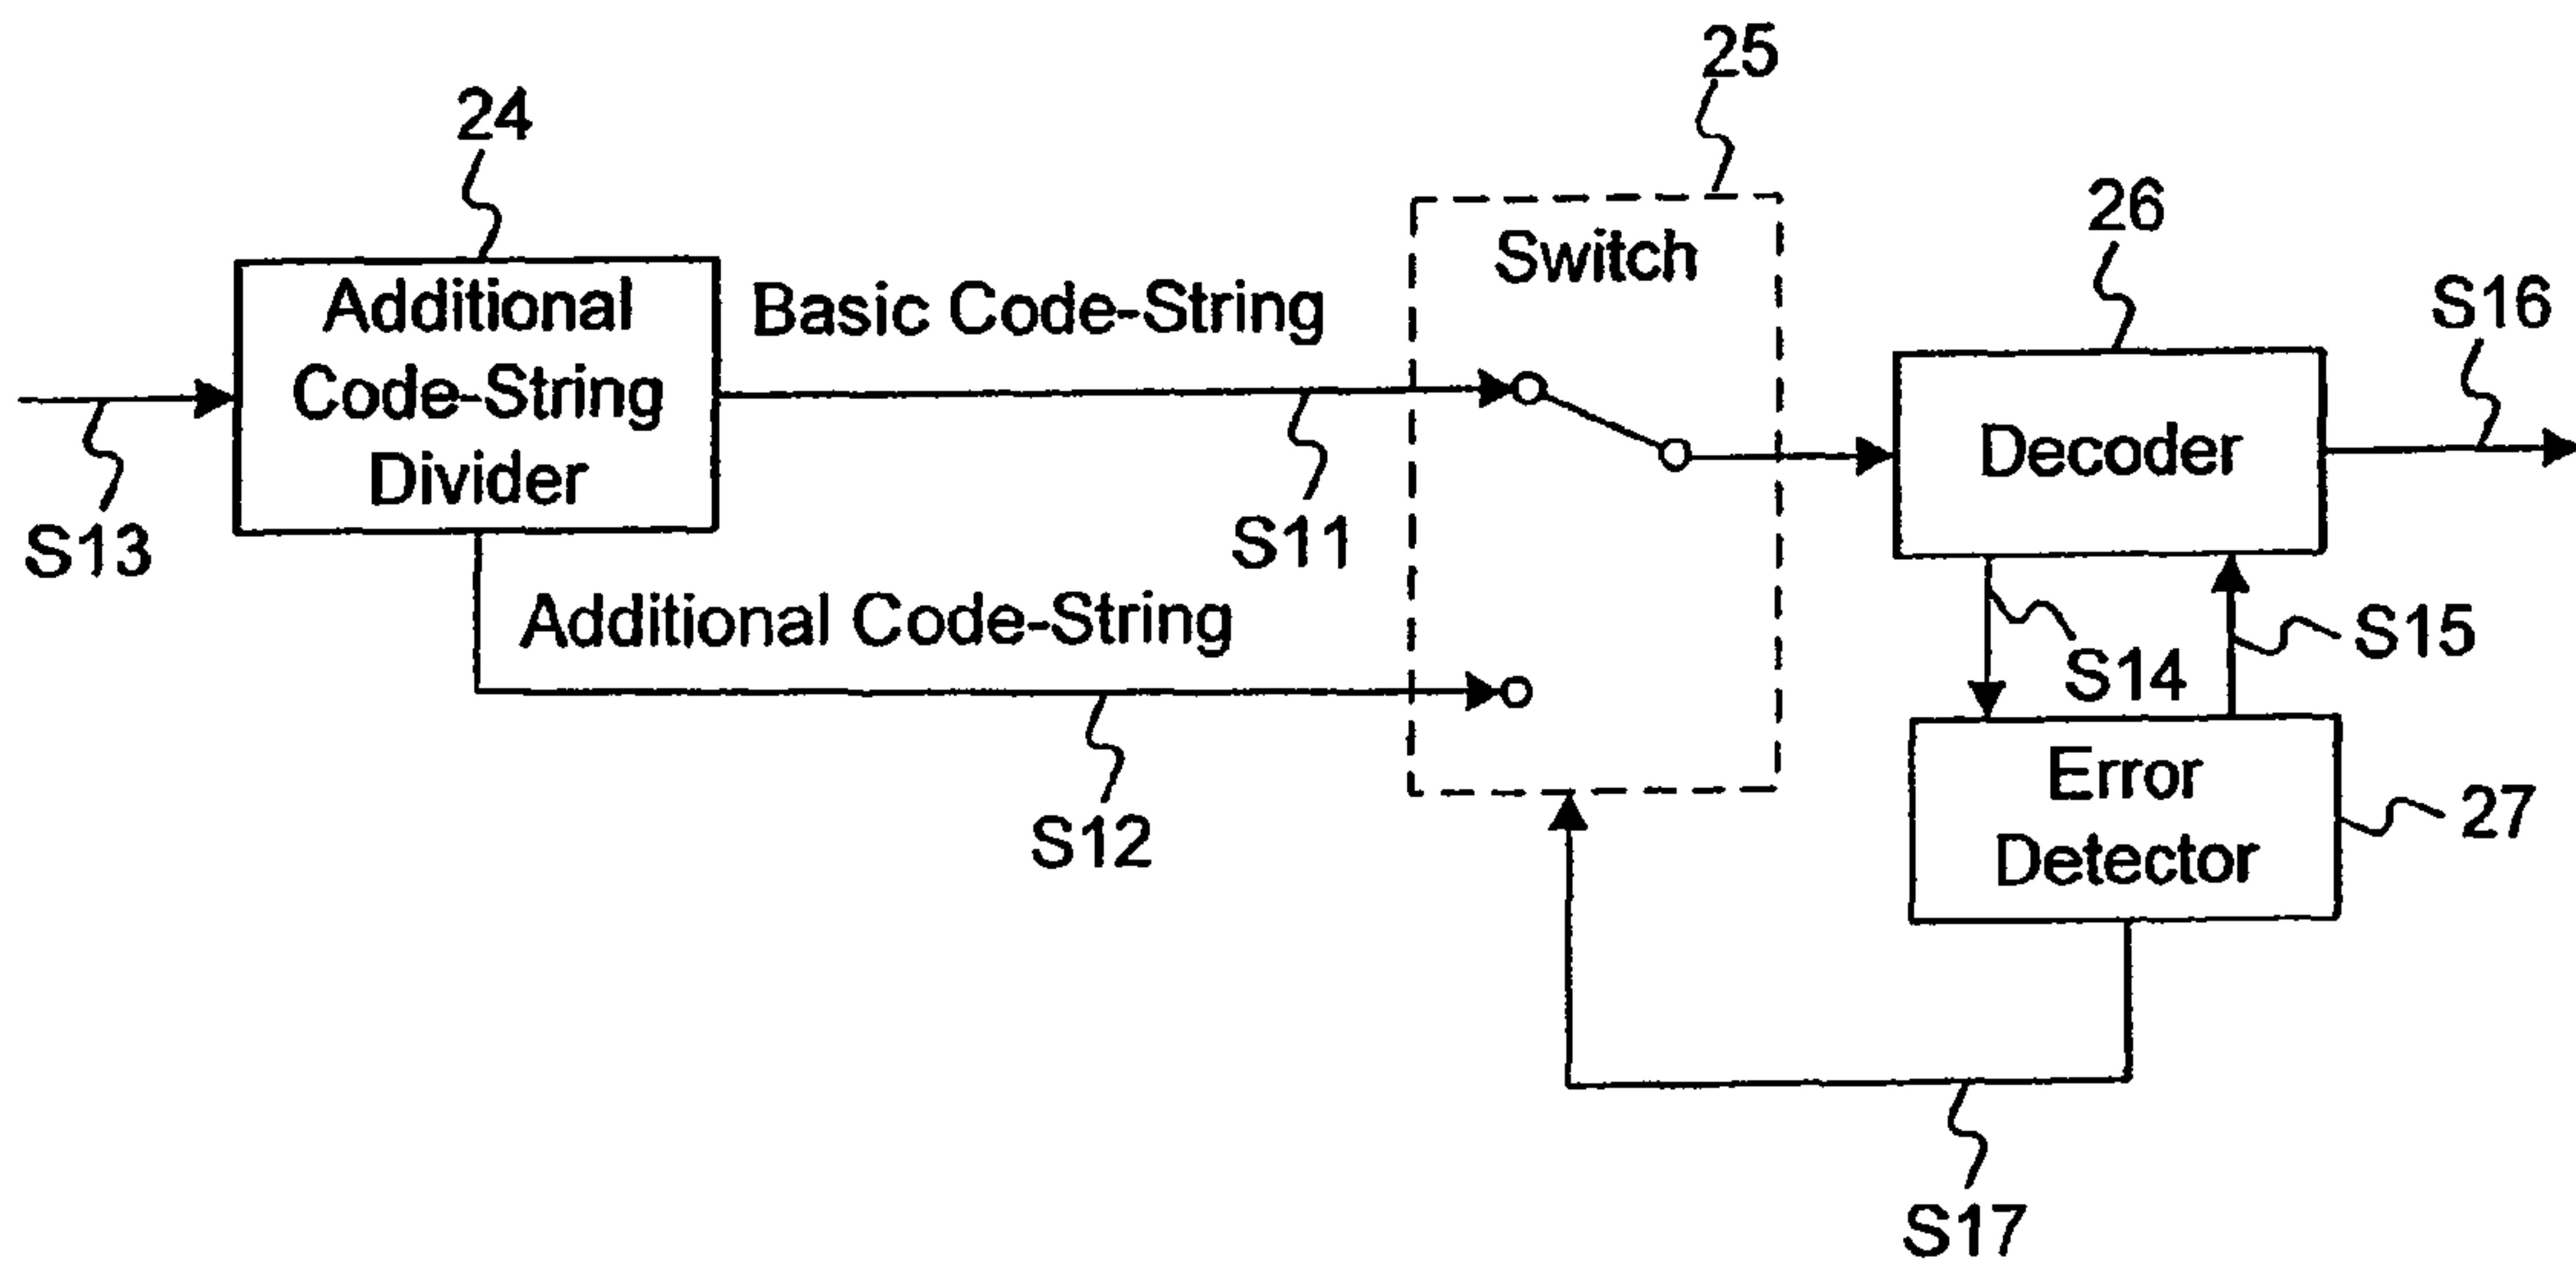 25
24
26
Switch
Additional
Code-String
Divider
Basic Code-String
S16
Decoder
S13
S11
Additional Code-String
S14
S15
Error
Detector
27
S12
S17